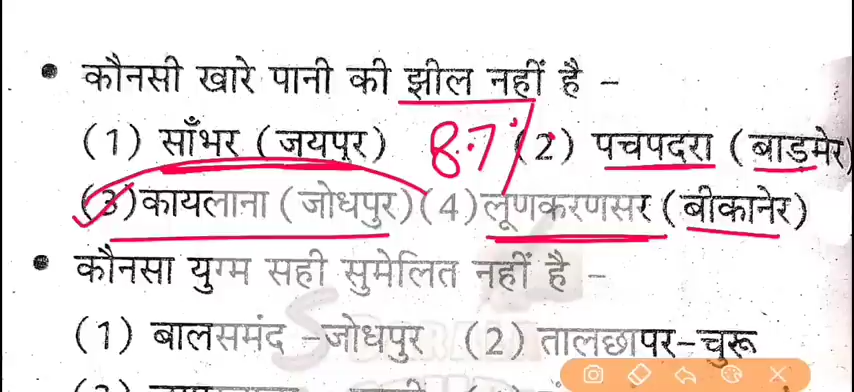 • कौनसी खारे पानी की झील नहीं है –
(1) साँभर (जयपुर) 8.7% (2) पचपदरा (बाडमेर)
(3) कायलाना (जोधपुर) (4) लूणकरणसर (बीकानेर)
• कौनसा युग्म सही सुमेलित नहीं है –
(1) बालसमंद –जोधपुर (2) तालछापर–चुरू